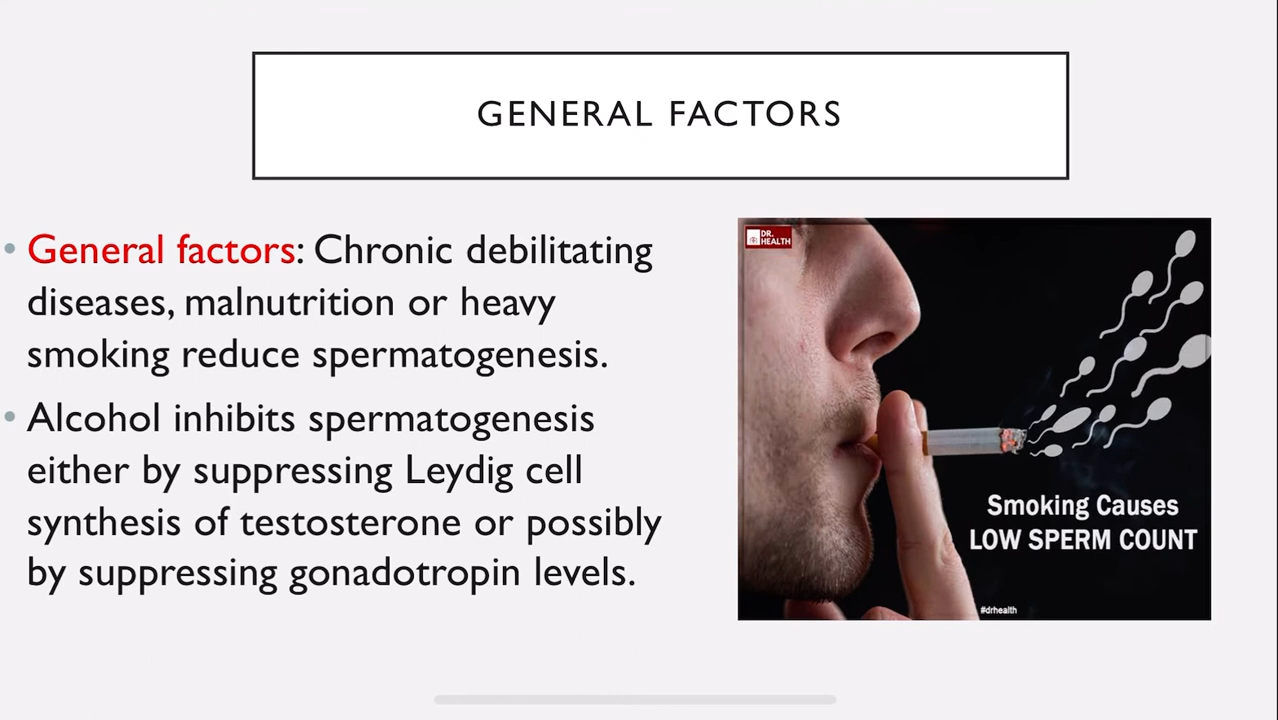 GENERAL FACTORS
• General factors: Chronic debilitating
diseases, malnutrition or heavy
smoking reduce spermatogenesis.
• Alcohol inhibits spermatogenesis
either by suppressing Leydig cell
synthesis of testosterone or possibly
by suppressing gonadotropin levels.
DR.
HEALTH
Smoking Causes
LOW SPERM COUNT
#drhealth